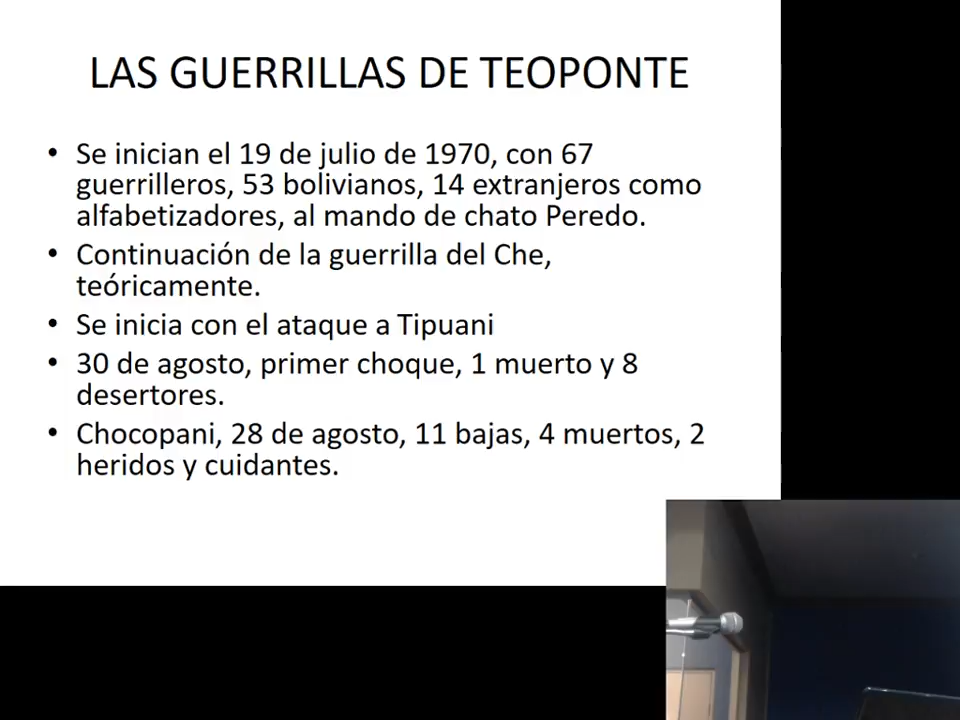 LAS GUERRILLAS DE TEOPONTE
• Se inician el 19 de julio de 1970, con 67
guerrilleros, 53 bolivianos, 14 extranjeros como
alfabetizadores, al mando de chato Peredo.
• Continuación de la guerrilla del Che,
teóricamente.
• Se inicia con el ataque a Tipuani
• 30 de agosto, primer choque, 1 muerto y 8
desertores.
• Chocopani, 28 de agosto, 11 bajas, 4 muertos, 2
heridos y cuidantes.